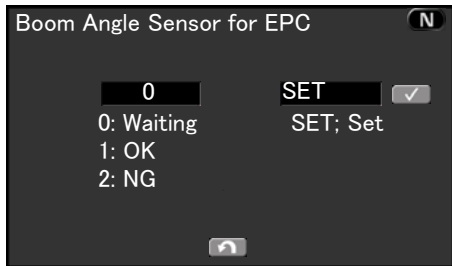 Boom Angle Sensor for EPC N
0 SET
0: Waiting SET; Set
1: OK
2: NG